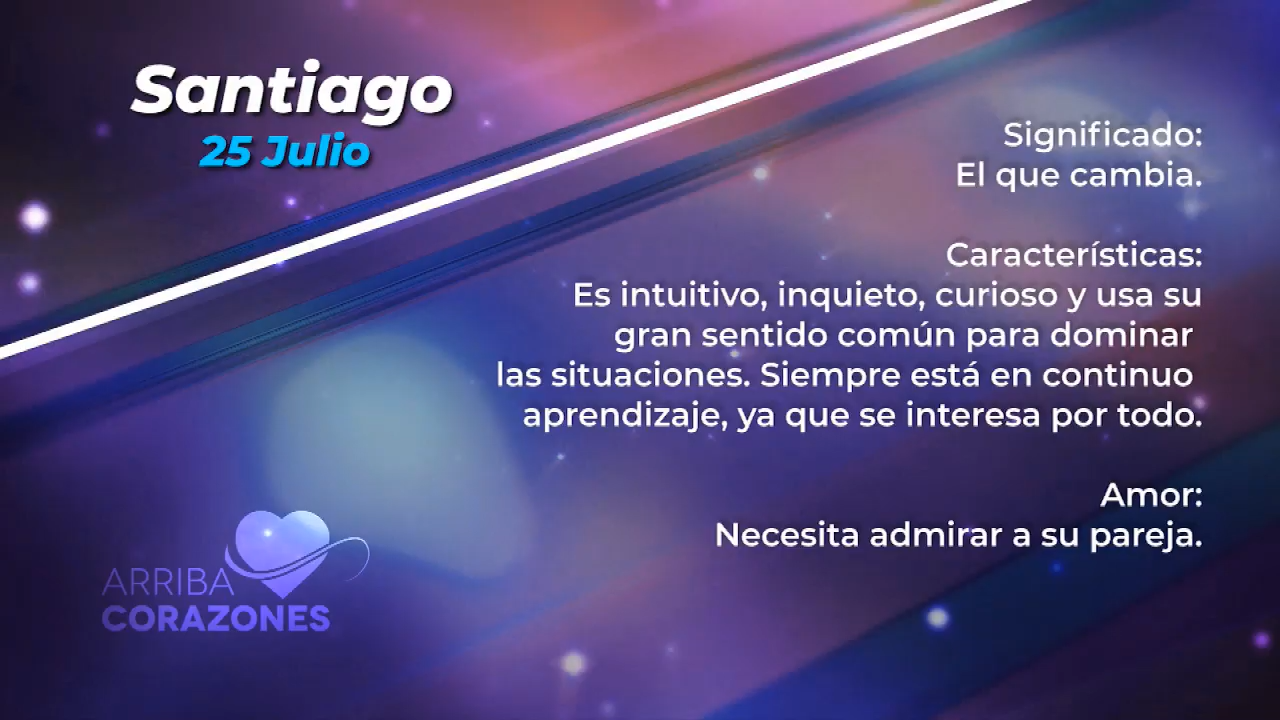 Santiago
25 Julio
Significado:
El que cambia.
Características:
Es intuitivo, inquieto, curioso y usa su
gran sentido común para dominar
las situaciones. Siempre está en continuo
aprendizaje, ya que se interesa por todo.
Amor:
Necesita admirar a su pareja.
ARRIBA
CORAZONES